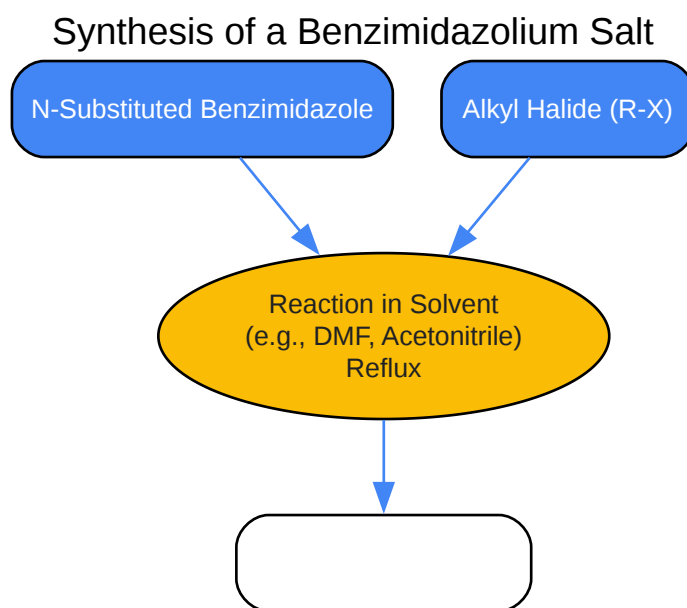 Synthesis of a Benzimidazolium Salt
N-Substituted Benzimidazole
Alkyl Halide (R-X)
Reaction in Solvent
(e.g., DMF, Acetonitrile)
Reflux